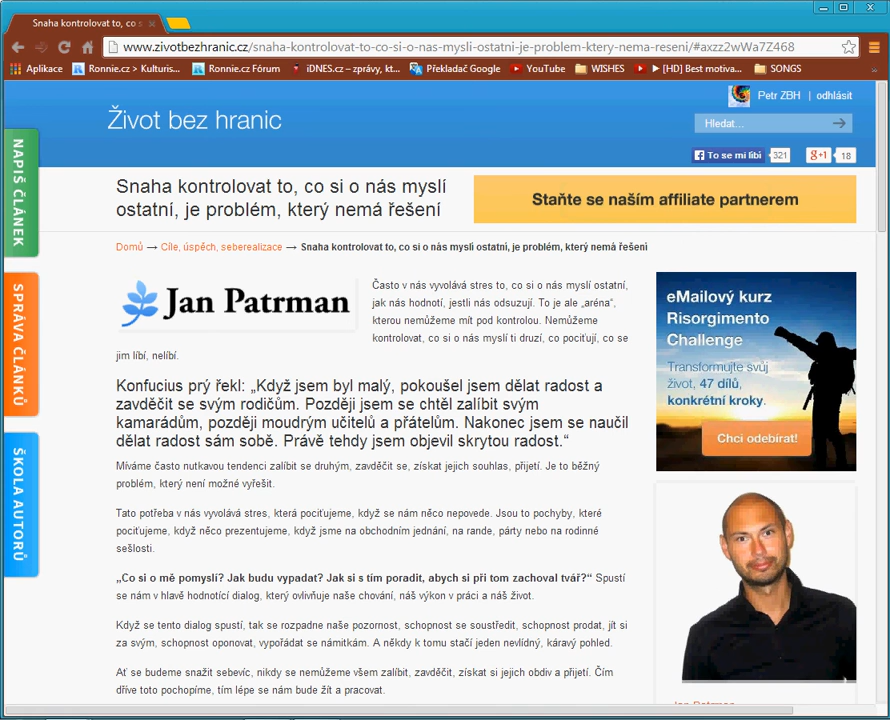 Snaha kontrolovat to, co s
www.zivotbezhranic.cz/snaha-kontrolovat-to-co-si-o-nas-mysli-ostatni-je-problem-ktery-nema-reseni/#axzz2wWa7Z468
Aplikace Ronnie.cz > Kulturis... Ronnie.cz Fórum iDNES.cz – zprávy, kt... Překladač Google YouTube WISHES ▶ [HD] Best motiva... SONGS »
Život bez hranic
Petr ZBH | odhlásit
Hledat...
To se mi líbí 321 g+1 18
NAPIŠ ČLÁNEK
SPRÁVA ČLÁNKŮ
ŠKOLA AUTORŮ
Snaha kontrolovat to, co si o nás myslí
ostatní, je problém, který nemá řešení
Staňte se naším affiliate partnerem
Domů → Cíle, úspěch, seberealizace → Snaha kontrolovat to, co si o nás myslí ostatní, je problém, který nemá řešení
Jan Patrman
Často v nás vyvolává stres to, co si o nás myslí ostatní,
jak nás hodnotí, jestli nás odsuzují. To je ale „aréna“,
kterou nemůžeme mít pod kontrolou. Nemůžeme
kontrolovat, co si o nás myslí ti druzí, co pociťují, co se
jim líbí, nelíbí.
Konfucius prý řekl: „Když jsem byl malý, pokoušel jsem dělat radost a
zavděčit se svým rodičům. Později jsem se chtěl zalíbit svým
kamarádům, později moudrým učitelů a přátelům. Nakonec jsem se naučil
dělat radost sám sobě. Právě tehdy jsem objevil skrytou radost.“
Míváme často nutkavou tendenci zalíbit se druhým, zavděčit se, získat jejich souhlas, přijetí. Je to běžný
problém, který není možné vyřešit.
Tato potřeba v nás vyvolává stres, která pociťujeme, když se nám něco nepovede. Jsou to pochyby, které
pociťujeme, když něco prezentujeme, když jsme na obchodním jednání, na rande, párty nebo na rodinné
sešlosti.
„Co si o mě pomyslí? Jak budu vypadat? Jak si s tím poradit, abych si při tom zachoval tvář?“ Spustí
se nám v hlavě hodnotící dialog, který ovlivňuje naše chování, náš výkon v práci a náš život.
Když se tento dialog spustí, tak se rozpadne naše pozornost, schopnost se soustředit, schopnost prodat, jít si
za svým, schopnost oponovat, vypořádat se námitkám. A někdy k tomu stačí jeden nevlídný, káravý pohled.
Ať se budeme snažit sebevíc, nikdy se nemůžeme všem zalíbit, zavděčit, získat si jejich obdiv a přijetí. Čím
dříve toto pochopíme, tím lépe se nám bude žít a pracovat.
eMailový kurz
Risorgimento
Challenge
Transformujte svůj
život, 47 dílů,
konkrétní kroky.
Chci odebírat!
Jan Patrman